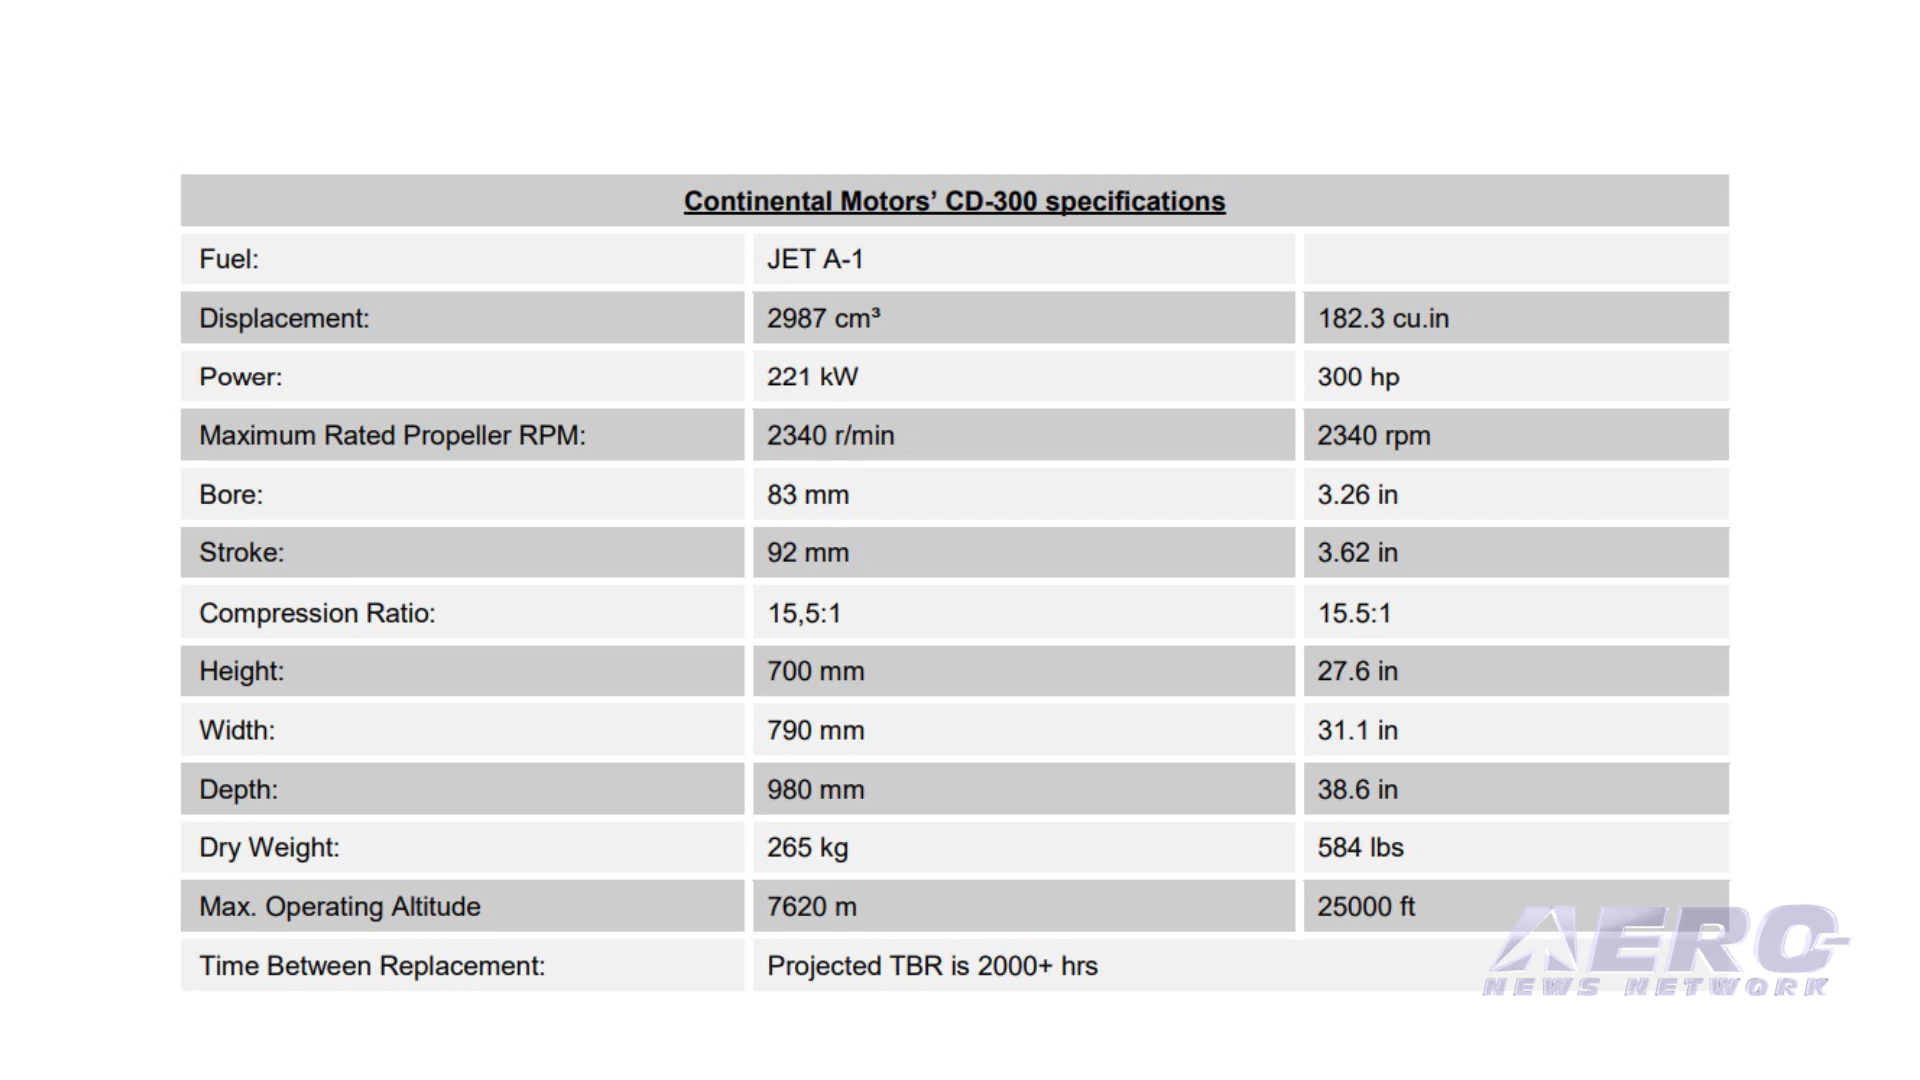 Continental Motors’ CD-300 specifications
Fuel: JET A-1
Displacement: 2987 cm³ 182.3 cu.in
Power: 221 kW 300 hp
Maximum Rated Propeller RPM: 2340 r/min 2340 rpm
Bore: 83 mm 3.26 in
Stroke: 92 mm 3.62 in
Compression Ratio: 15,5:1 15.5:1
Height: 700 mm 27.6 in
Width: 790 mm 31.1 in
Depth: 980 mm 38.6 in
Dry Weight: 265 kg 584 lbs
Max. Operating Altitude 7620 m 25000 ft
Time Between Replacement: Projected TBR is 2000+ hrs
AERO-
NEWS NETWORK